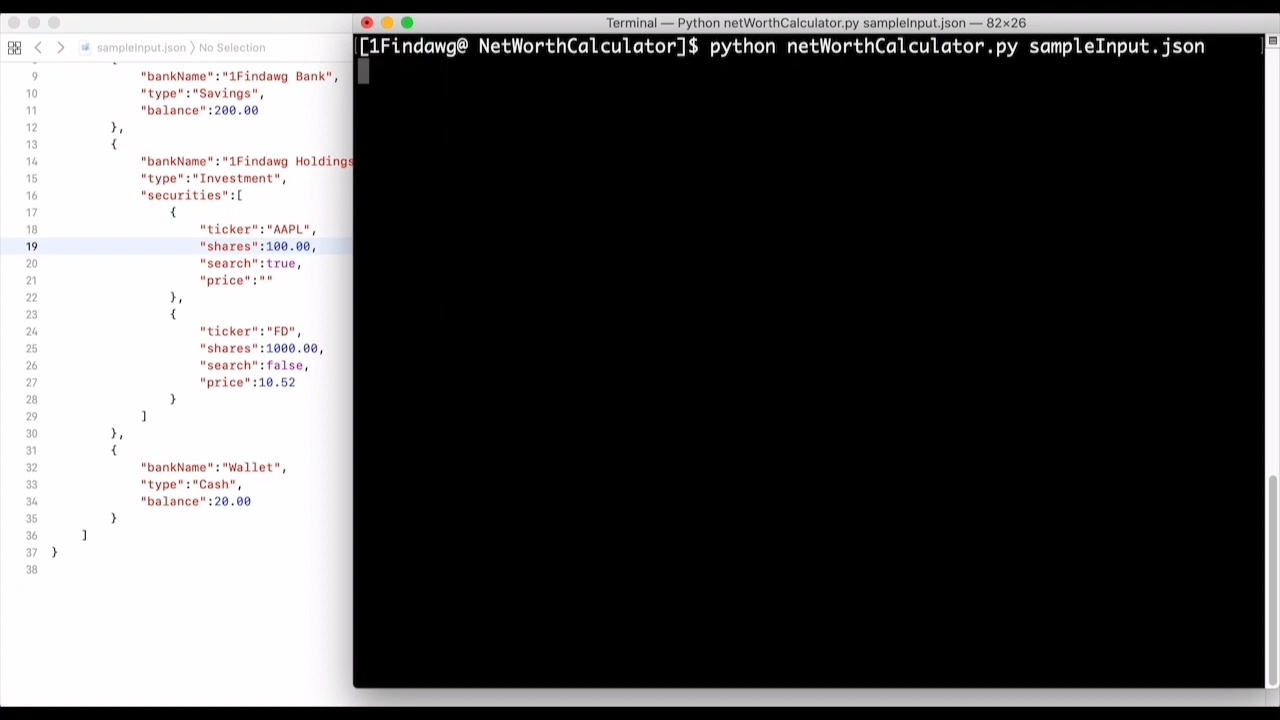 sampleInput.json 〉 No Selection
9 "bankName":"1Findawg Bank",
10 "type":"Savings",
11 "balance":200.00
12 },
13 {
14 "bankName":"1Findawg Holdings
15 "type":"Investment",
16 "securities":[
17 {
18 "ticker":"AAPL",
19 "shares":100.00,
20 "search":true,
21 "price":""
22 },
23 {
24 "ticker":"FD",
25 "shares":1000.00,
26 "search":false,
27 "price":10.52
28 }
29 ]
30 },
31 {
32 "bankName":"Wallet",
33 "type":"Cash",
34 "balance":20.00
35 }
36 ]
37 }
38
Terminal — Python netWorthCalculator.py sampleInput.json — 82×26
[1Findawg@ NetWorthCalculator]$ python netWorthCalculator.py sampleInput.json ]